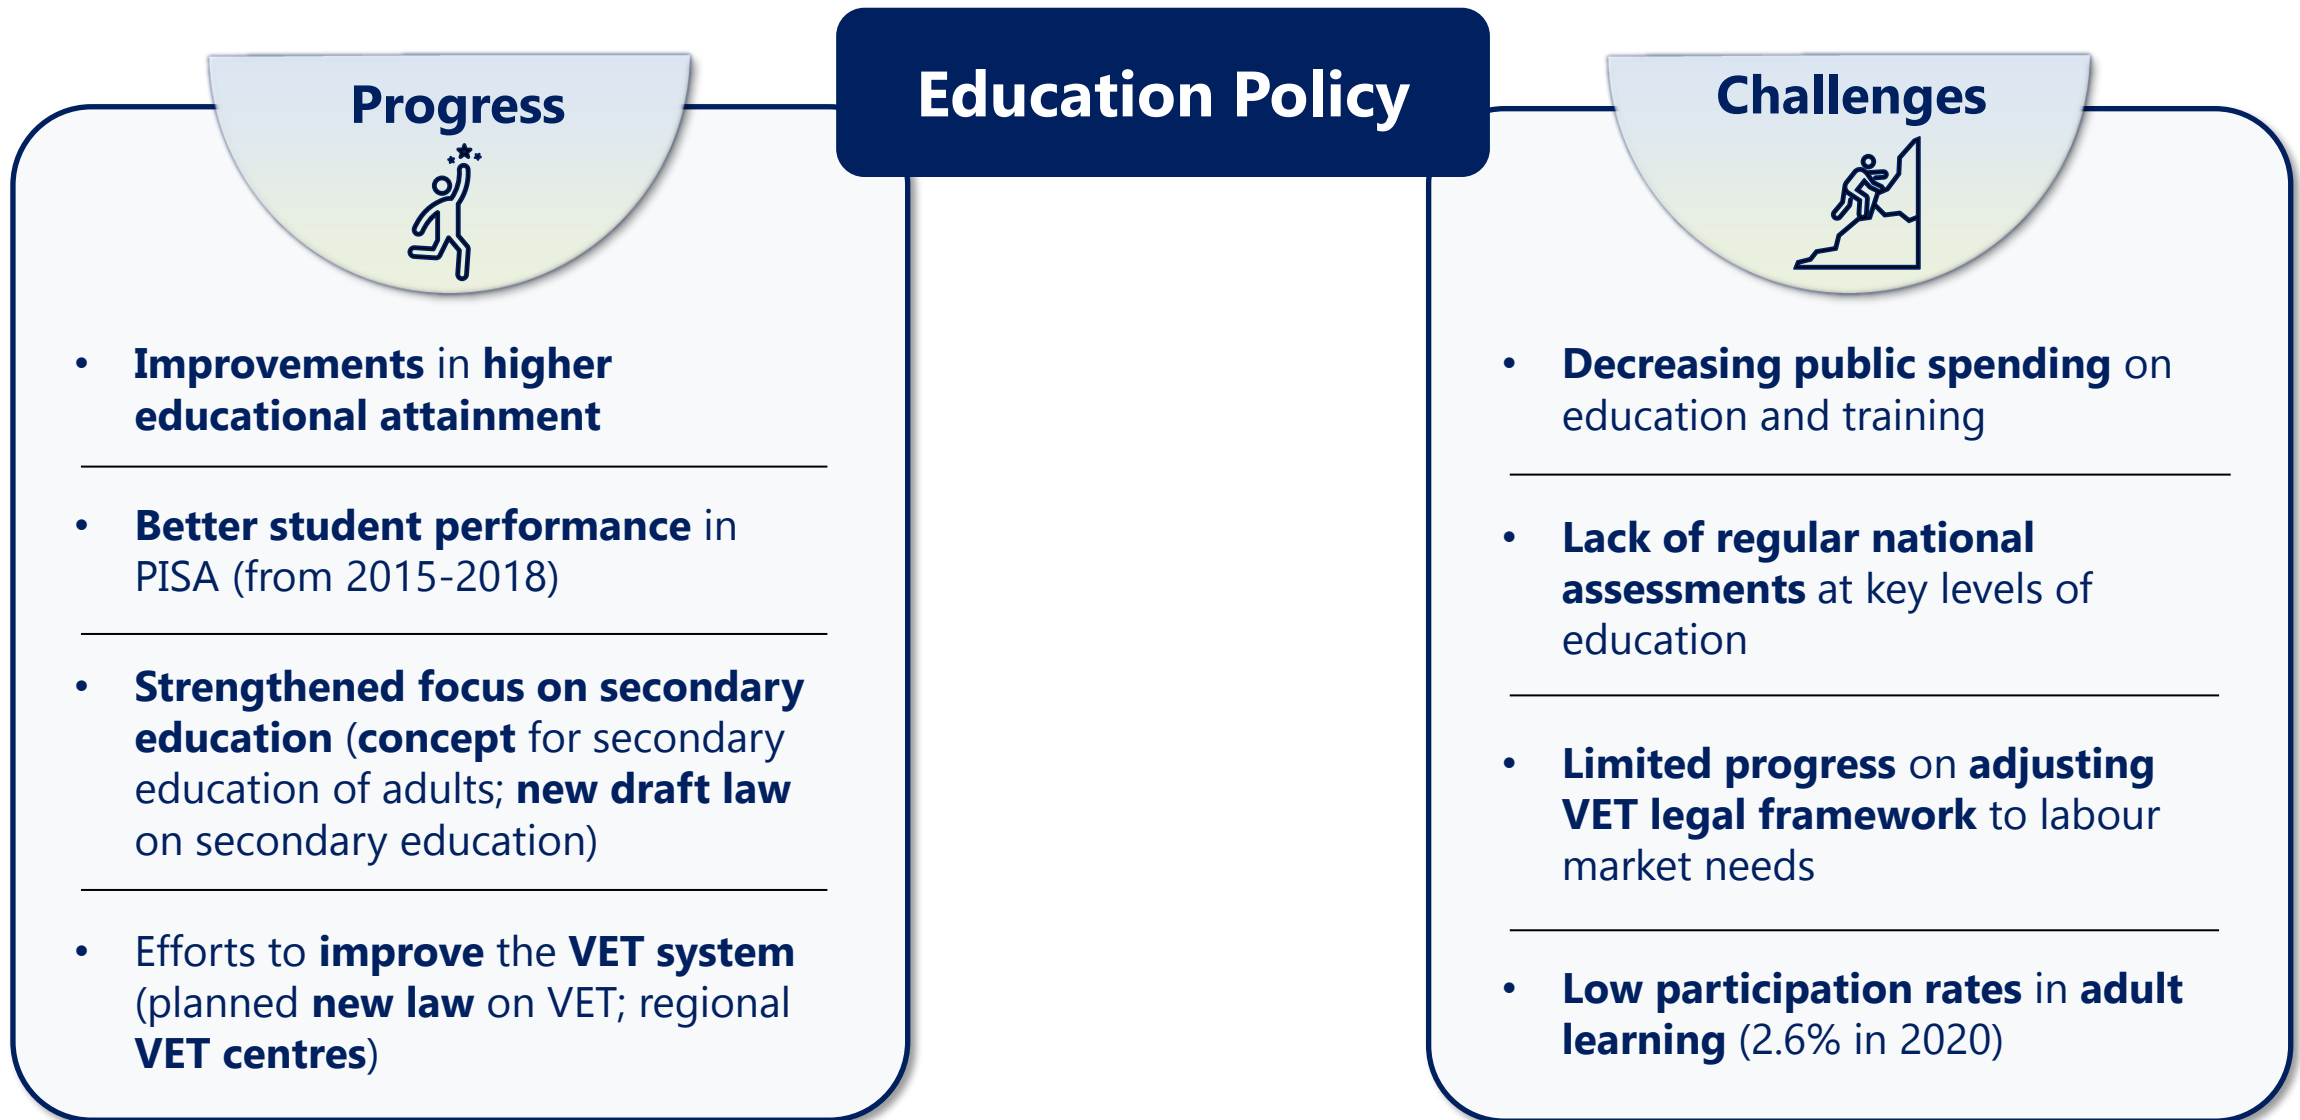 Education Policy
Progress
• Improvements in higher
educational attainment
• Better student performance in
PISA (from 2015-2018)
• Strengthened focus on secondary
education (concept for secondary
education of adults; new draft law
on secondary education)
• Efforts to improve the VET system
(planned new law on VET; regional
VET centres)
Challenges
• Decreasing public spending on
education and training
• Lack of regular national
assessments at key levels of
education
• Limited progress on adjusting
VET legal framework to labour
market needs
• Low participation rates in adult
learning (2.6% in 2020)